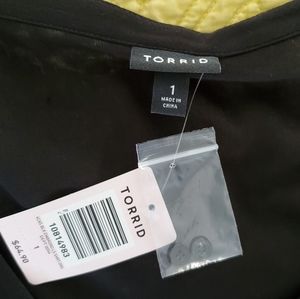 TORRID
1
MADE IN
CHINA
TORRID
10814983
$64.90
1